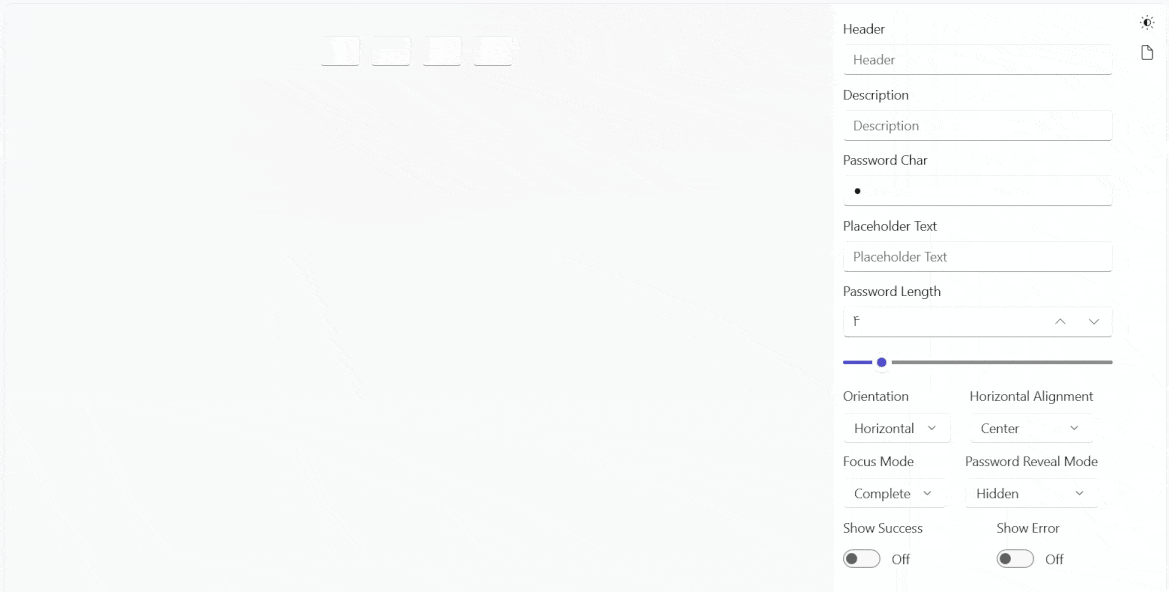 Header
Header
Description
Description
Password Char
●
Placeholder Text
Placeholder Text
Password Length
۴
Orientation Horizontal Alignment
Horizontal Center
Focus Mode Password Reveal Mode
Complete Hidden
Show Success Show Error
Off Off